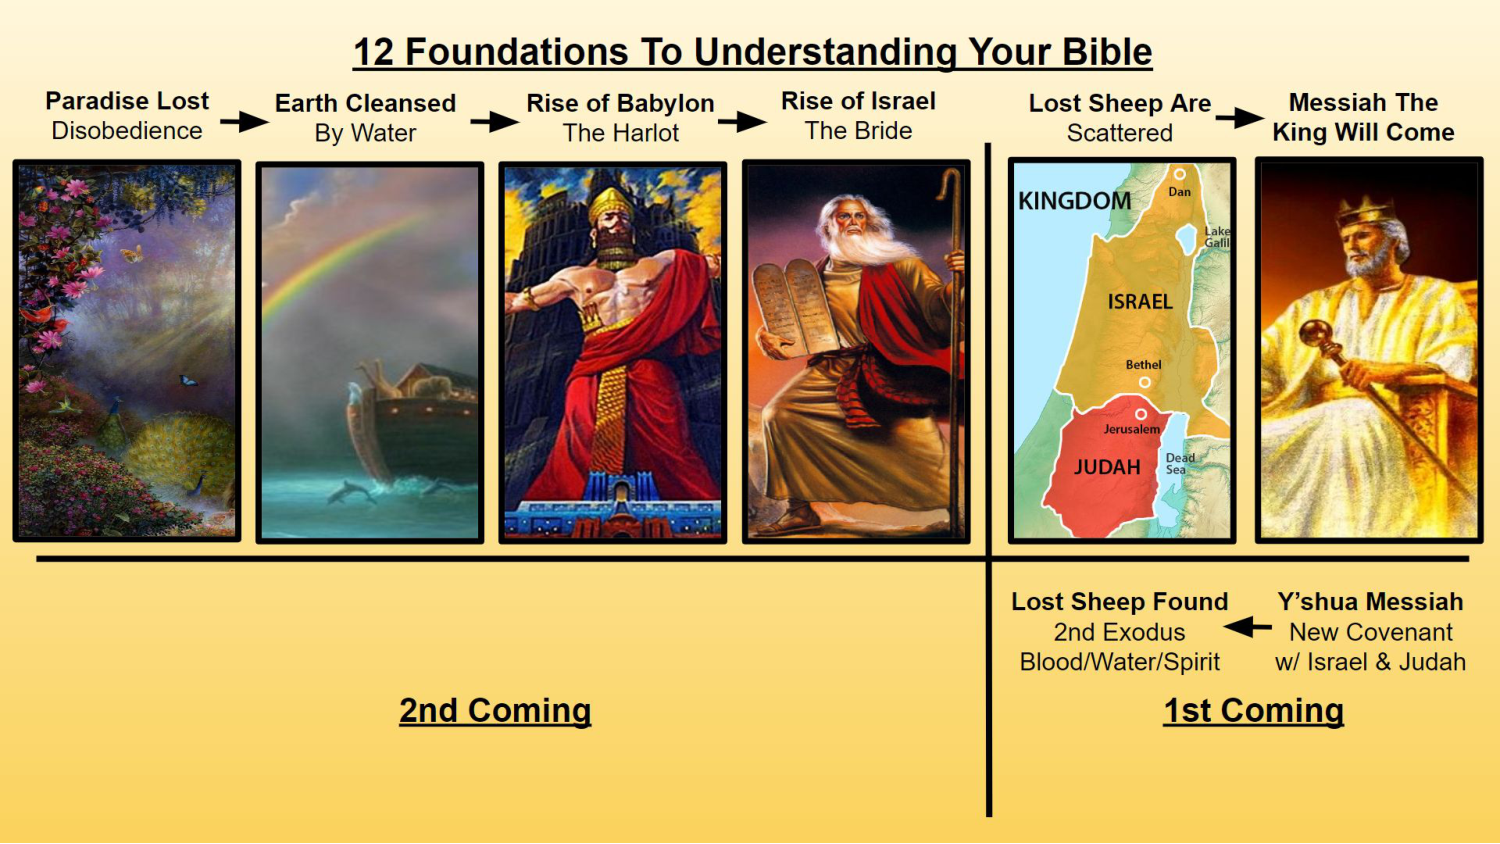 12 Foundations To Understanding Your Bible
Paradise Lost
Disobedience
Earth Cleansed
By Water
Rise of Babylon
The Harlot
Rise of Israel
The Bride
Lost Sheep Are
Scattered
Messiah The
King Will Come
KINGDOM
Dan
Lake
Galil
ISRAEL
Bethel
Jerusalem
JUDAH
Dead
Sea
Lost Sheep Found
2nd Exodus
Blood/Water/Spirit
Y'shua Messiah
New Covenant
w/ Israel & Judah
2nd Coming
1st Coming